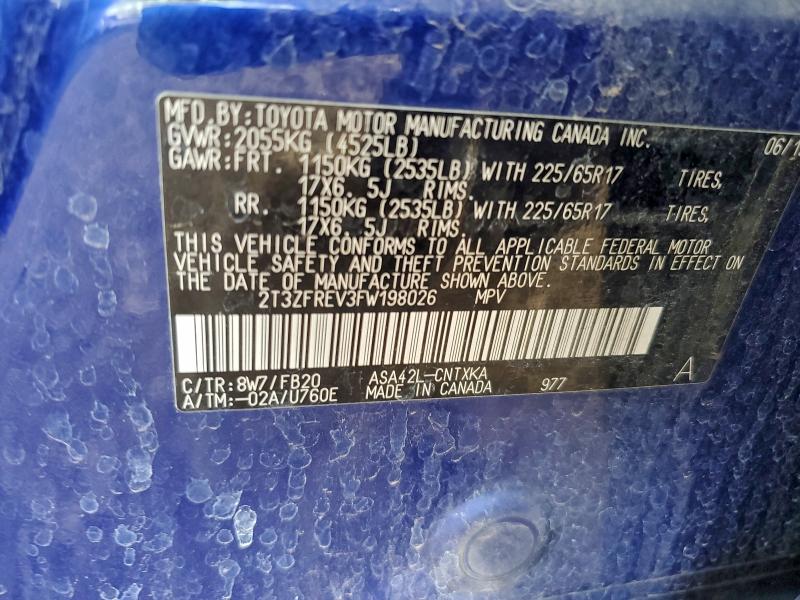 MFD. BY: TOYOTA MOTOR MANUFACTURING CANADA INC.
GVWR: 2055KG (4525LB) 06/1
GAWR: FRT. 1150KG (2535LB) WITH 225/65R17 TIRES,
17X6. 5J RIMS.
RR. 1150KG (2535LB) WITH 225/65R17 TIRES,
17X6. 5J RIMS.
THIS VEHICLE CONFORMS TO ALL APPLICABLE FEDERAL MOTOR
VEHICLE SAFETY AND THEFT PREVENTION STANDARDS IN EFFECT ON
THE DATE OF MANUFACTURE SHOWN ABOVE.
2T3ZFREV3FW198026 MPV
C/TR: 8W7/FB20 ASA42L-CNTXKA A
A/TM: -02A/U760E MADE IN CANADA 977